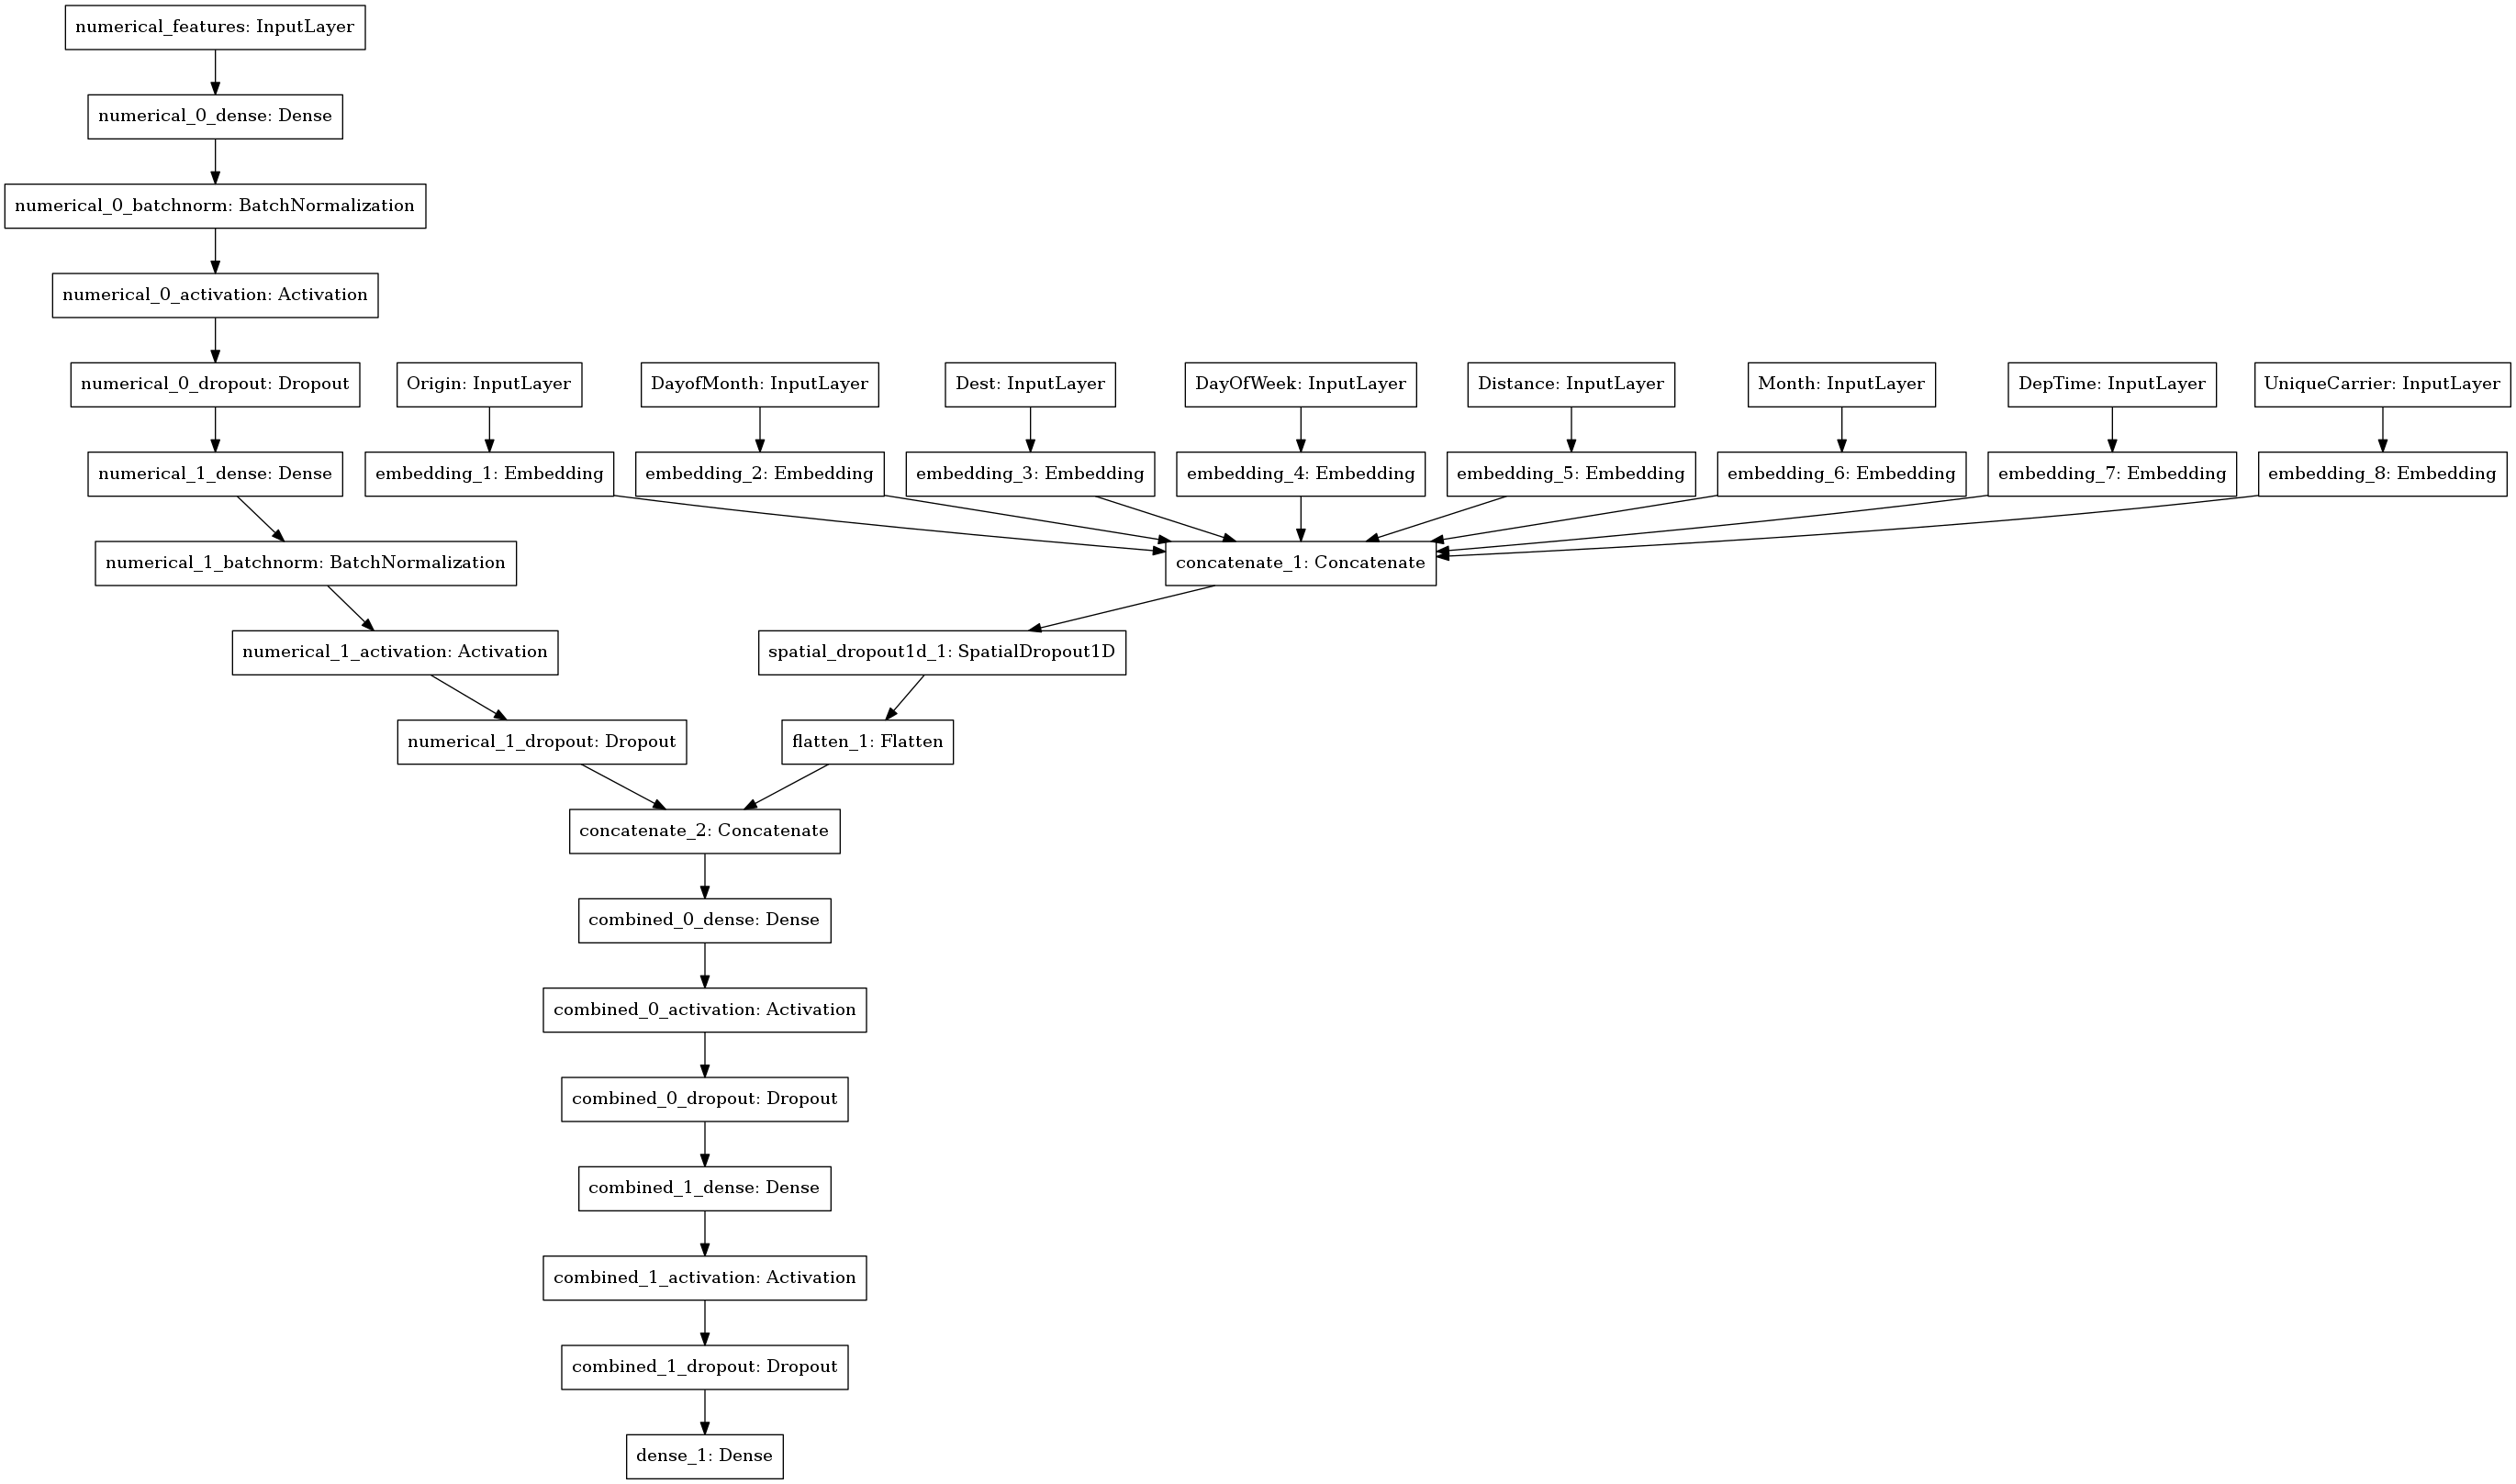 numerical_features: InputLayer
numerical_0_dense: Dense
numerical_0_batchnorm: BatchNormalization
numerical_0_activation: Activation
numerical_0_dropout: Dropout
Origin: InputLayer
DayofMonth: InputLayer
Dest: InputLayer
DayOfWeek: InputLayer
Distance: InputLayer
Month: InputLayer
DepTime: InputLayer
UniqueCarrier: InputLayer
numerical_1_dense: Dense
embedding_1: Embedding
embedding_2: Embedding
embedding_3: Embedding
embedding_4: Embedding
embedding_5: Embedding
embedding_6: Embedding
embedding_7: Embedding
embedding_8: Embedding
numerical_1_batchnorm: BatchNormalization
concatenate_1: Concatenate
numerical_1_activation: Activation
spatial_dropout1d_1: SpatialDropout1D
numerical_1_dropout: Dropout
flatten_1: Flatten
concatenate_2: Concatenate
combined_0_dense: Dense
combined_0_activation: Activation
combined_0_dropout: Dropout
combined_1_dense: Dense
combined_1_activation: Activation
combined_1_dropout: Dropout
dense_1: Dense